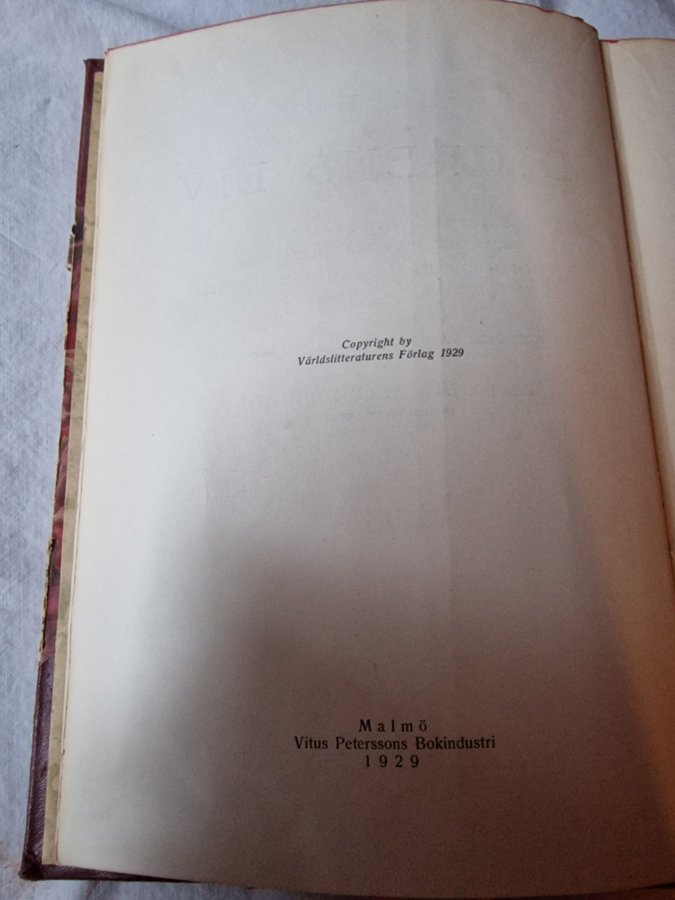 Copyright by
Världslitteraturens Förlag 1929
Malmö
Vitus Peterssons Bokindustri
1929